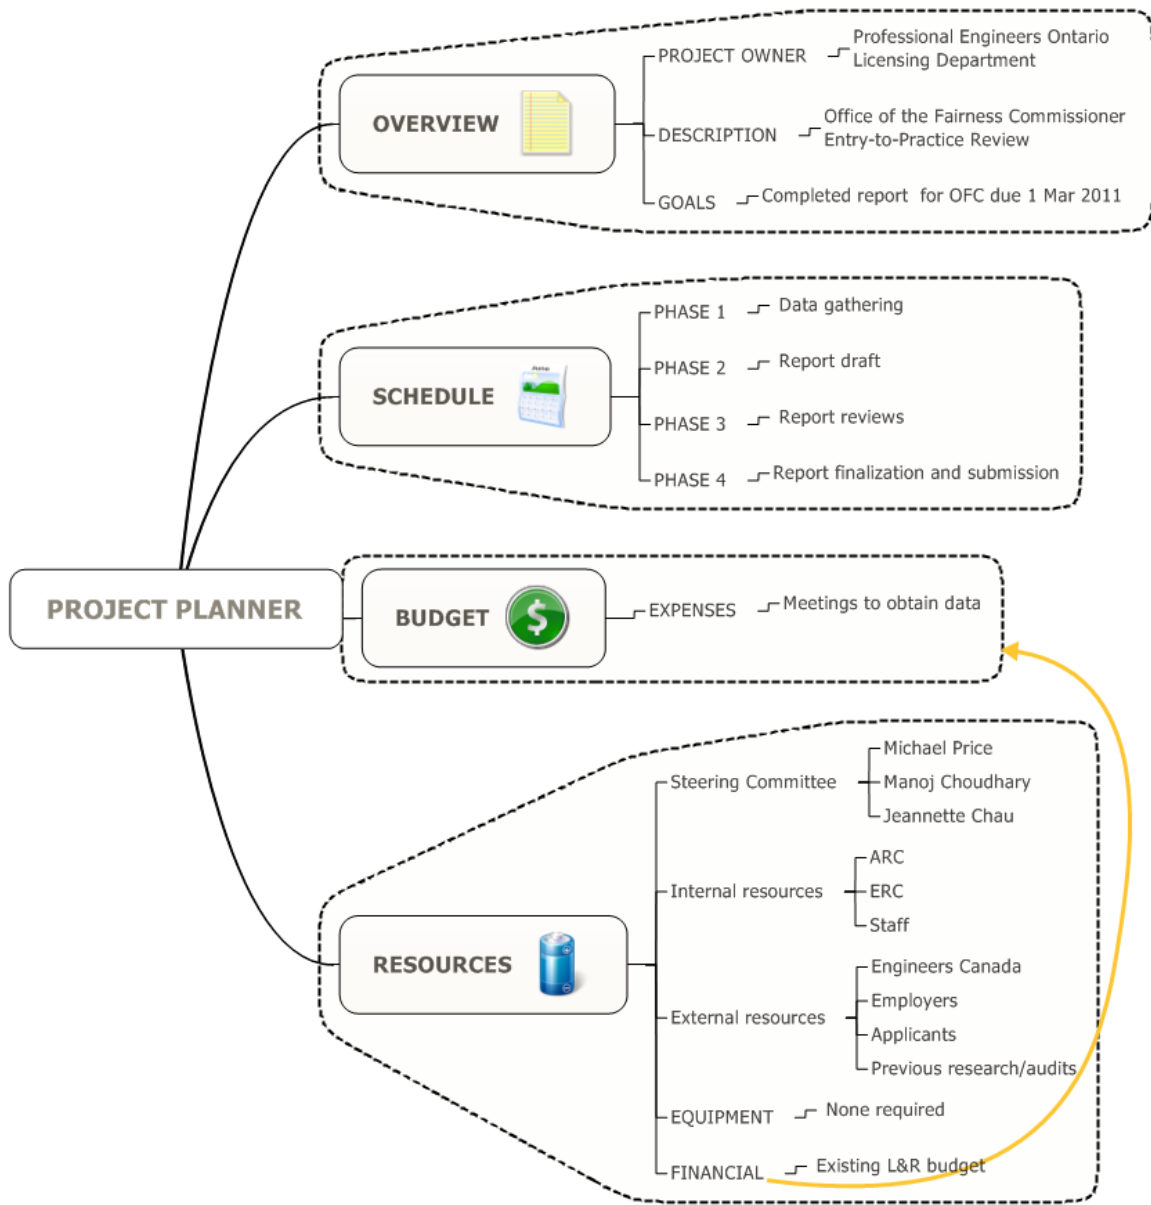 PROJECT PLANNER
OVERVIEW
PROJECT OWNER
Professional Engineers Ontario
Licensing Department
DESCRIPTION
Office of the Fairness Commissioner
Entry-to-Practice Review
GOALS
Completed report for OFC due 1 Mar 2011
SCHEDULE
PHASE 1
Data gathering
PHASE 2
Report draft
PHASE 3
Report reviews
PHASE 4
Report finalization and submission
BUDGET
$
EXPENSES
Meetings to obtain data
RESOURCES
Steering Committee
Michael Price
Manoj Choudhary
Jeannette Chau
Internal resources
ARC
ERC
Staff
External resources
Engineers Canada
Employers
Applicants
Previous research/audits
EQUIPMENT
None required
FINANCIAL
Existing L&R budget